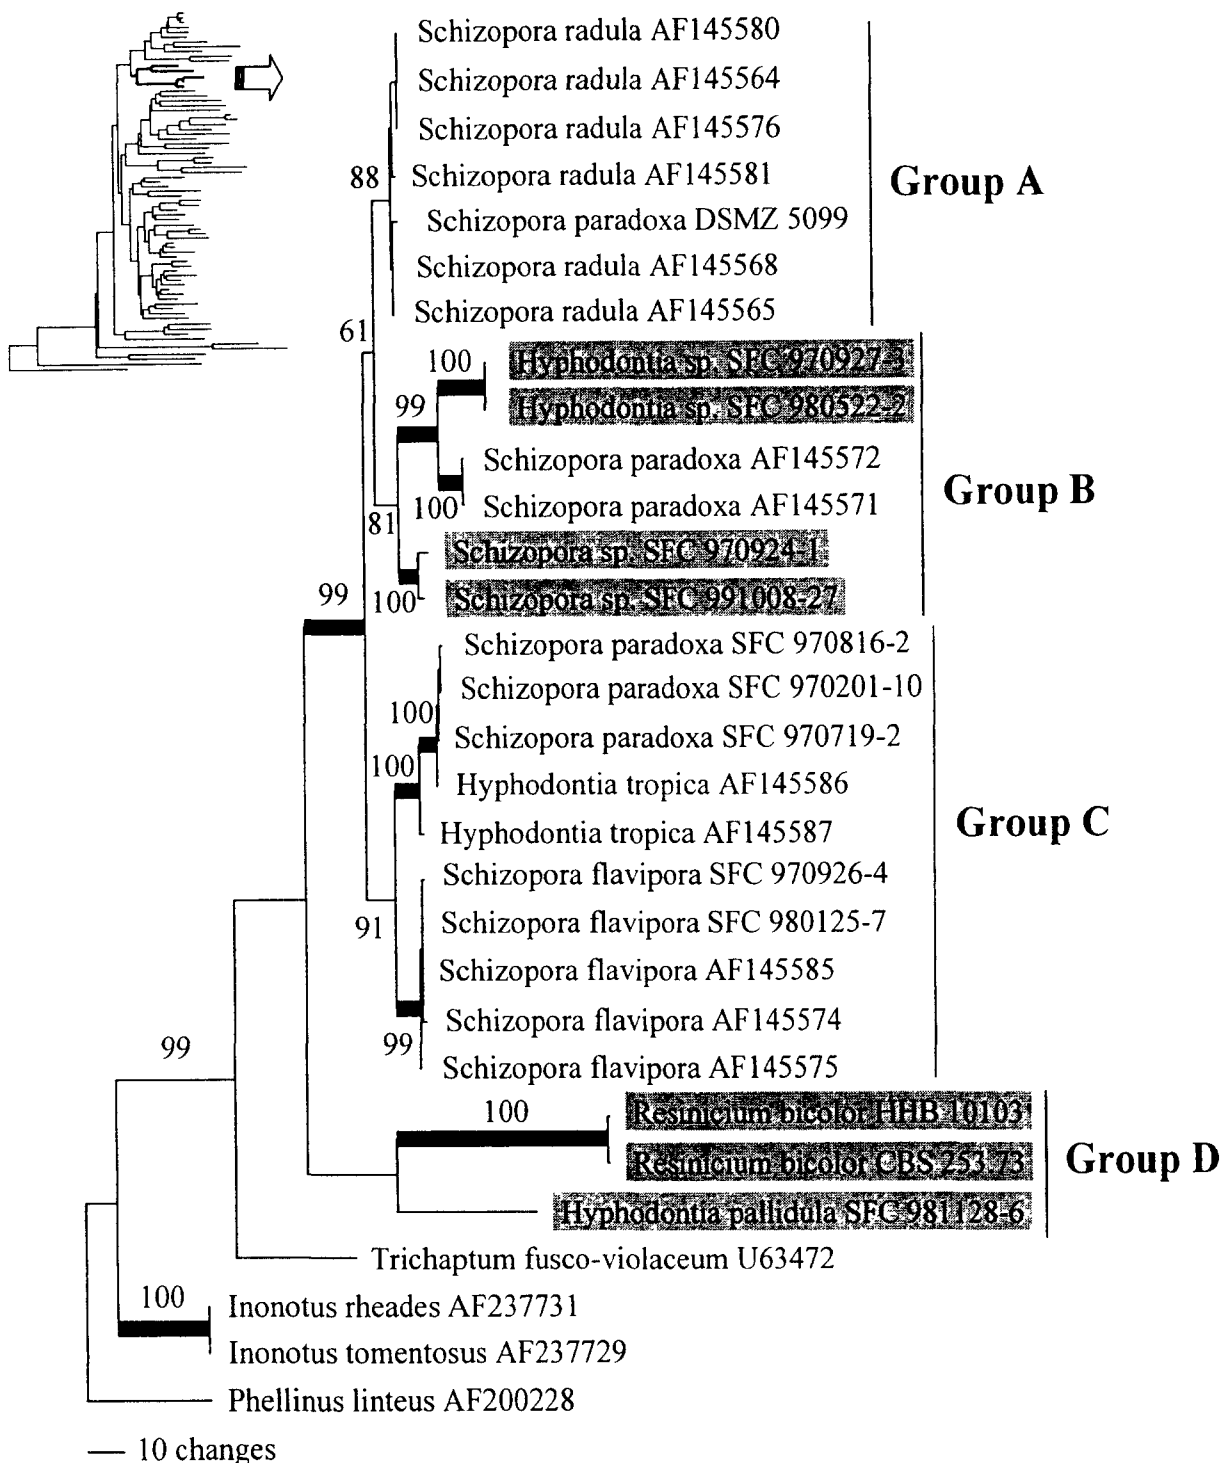 Schizopora radula AF145580
Schizopora radula AF145564
Schizopora radula AF145576
88
Schizopora radula AF145581
Group A
Schizopora paradoxa DSMZ 5099
Schizopora radula AF145568
Schizopora radula AF145565
61
100
Hyphodontia sp. SFC 970927-3
99
Hyphodontia sp. SFC 980522-2
Schizopora paradoxa AF145572
Group B
100
Schizopora paradoxa AF145571
81
Schizopora sp. SFC 970924-1
99
100
Schizopora sp. SFC 991008-27
Schizopora paradoxa SFC 970816-2
Schizopora paradoxa SFC 970201-10
100
Schizopora paradoxa SFC 970719-2
100
Hyphodontia tropica AF145586
Group C
Hyphodontia tropica AF145587
Schizopora flavipora SFC 970926-4
91
Schizopora flavipora SFC 980125-7
Schizopora flavipora AF145585
Schizopora flavipora AF145574
99
99
Schizopora flavipora AF145575
100
Resinicium bicolor HHB 10103
Resinicium bicolor CBS 253.73
Group D
Hyphodontia pallidula SFC 981128-6
Trichaptum fusco-violaceum U63472
100
Inonotus rheades AF237731
Inonotus tomentosus AF237729
Phellinus linteus AF200228
10 changes